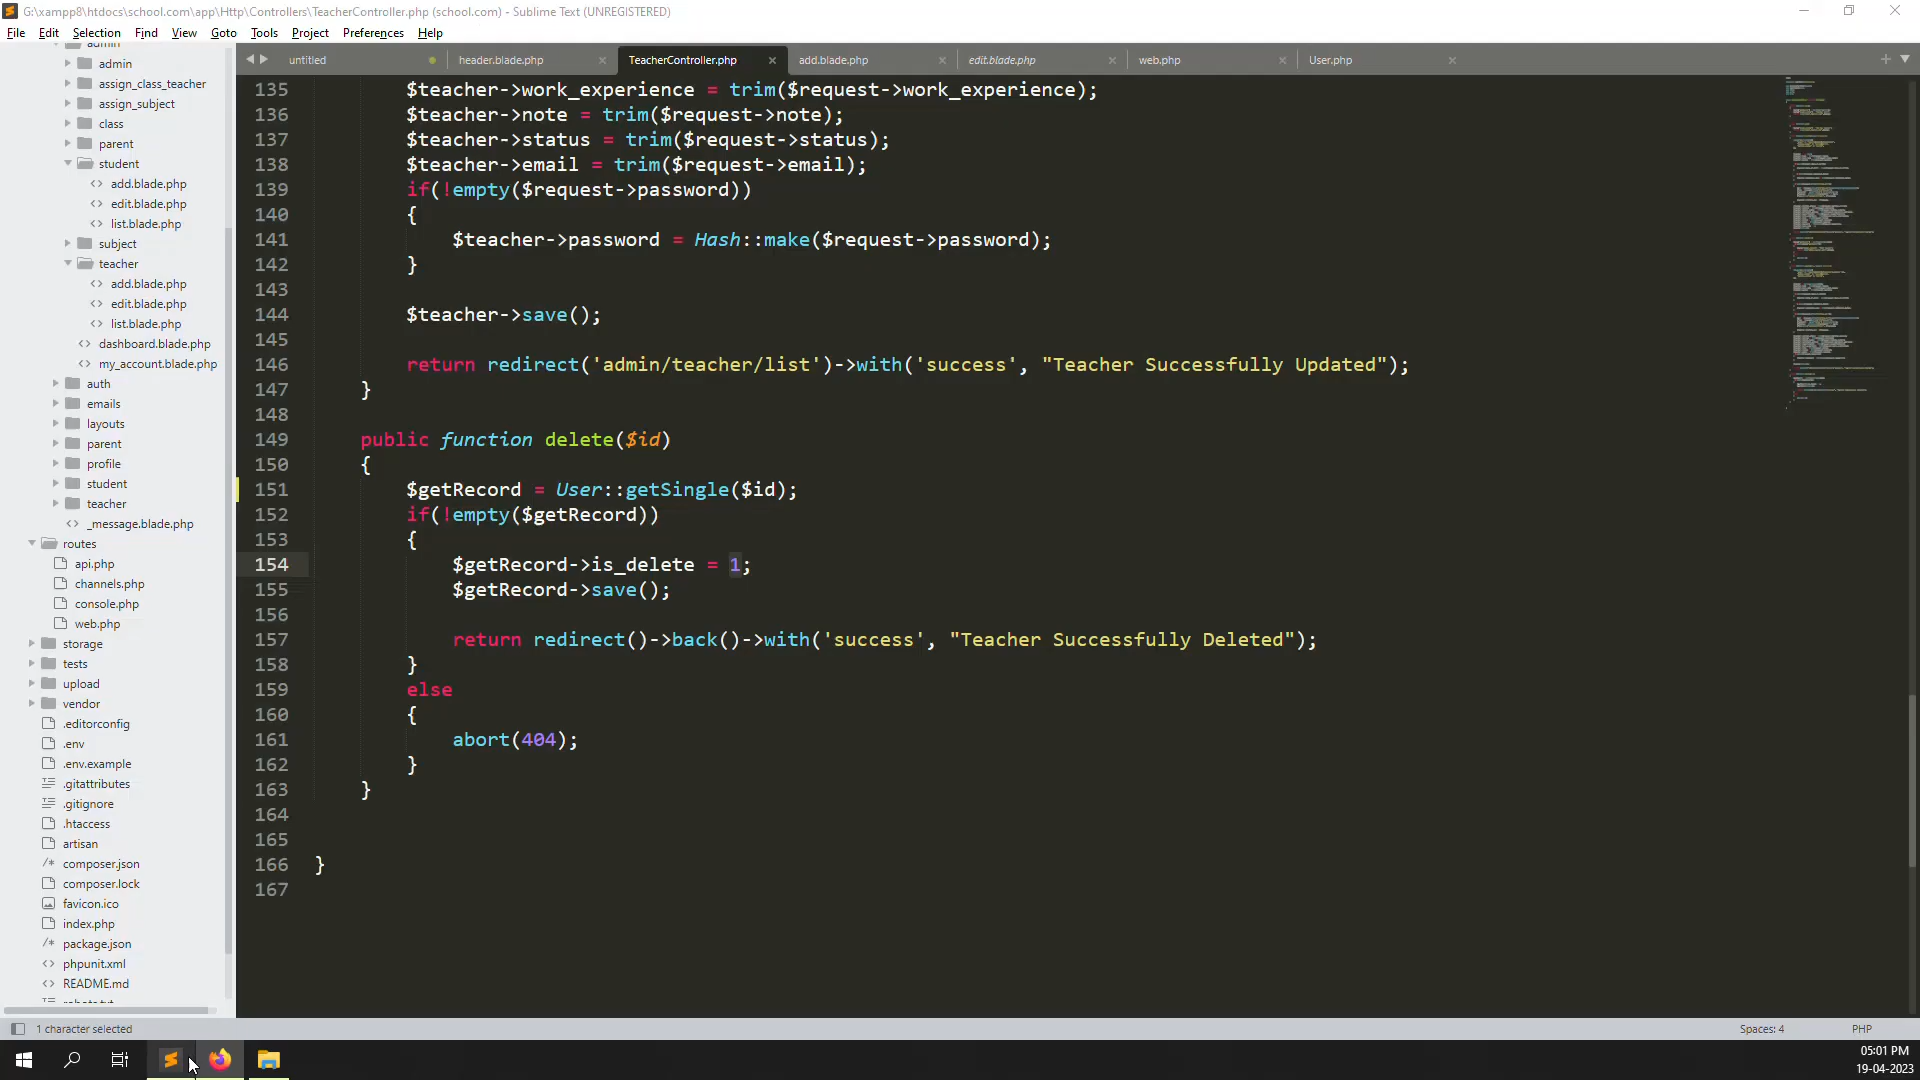 G:\xampp8\htdocs\school.com\app\Http\Controllers\TeacherController.php (school.com) - Sublime Text (UNREGISTERED)
File Edit Selection Find View Goto Tools Project Preferences Help
untitled header.blade.php TeacherController.php add.blade.php edit.blade.php web.php User.php
admin
admin
assign_class_teacher
assign_subject
class
parent
student
add.blade.php
edit.blade.php
list.blade.php
subject
teacher
add.blade.php
edit.blade.php
list.blade.php
dashboard.blade.php
my_account.blade.php
auth
emails
layouts
parent
profile
student
teacher
_message.blade.php
routes
api.php
channels.php
console.php
web.php
storage
tests
upload
vendor
.editorconfig
.env
.env.example
.gitattributes
.gitignore
.htaccess
artisan
composer.json
composer.lock
favicon.ico
index.php
package.json
phpunit.xml
README.md
135 $teacher->work_experience = trim($request->work_experience);
136 $teacher->note = trim($request->note);
137 $teacher->status = trim($request->status);
138 $teacher->email = trim($request->email);
139 if(!empty($request->password))
140 {
141 $teacher->password = Hash::make($request->password);
142 }
143
144 $teacher->save();
145
146 return redirect('admin/teacher/list')->with('success', "Teacher Successfully Updated");
147 }
148
149 public function delete($id)
150 {
151 $getRecord = User::getSingle($id);
152 if(!empty($getRecord))
153 {
154 $getRecord->is_delete = 1;
155 $getRecord->save();
156
157 return redirect()->back()->with('success', "Teacher Successfully Deleted");
158 }
159 else
160 {
161 abort(404);
162 }
163 }
164
165
166 }
167
1 character selected Spaces: 4 PHP
05:01 PM
19-04-2023